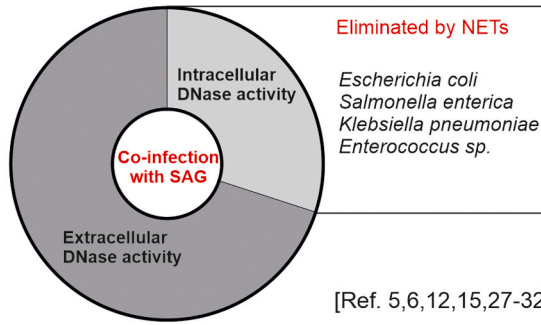 Eliminated by NETs
Intracellular
DNase activity
Escherichia coli
Salmonella enterica
Klebsiella pneumoniae
Enterococcus sp.
Co-infection
with SAG
Extracellular
DNase activity
[Ref. 5,6,12,15,27-32